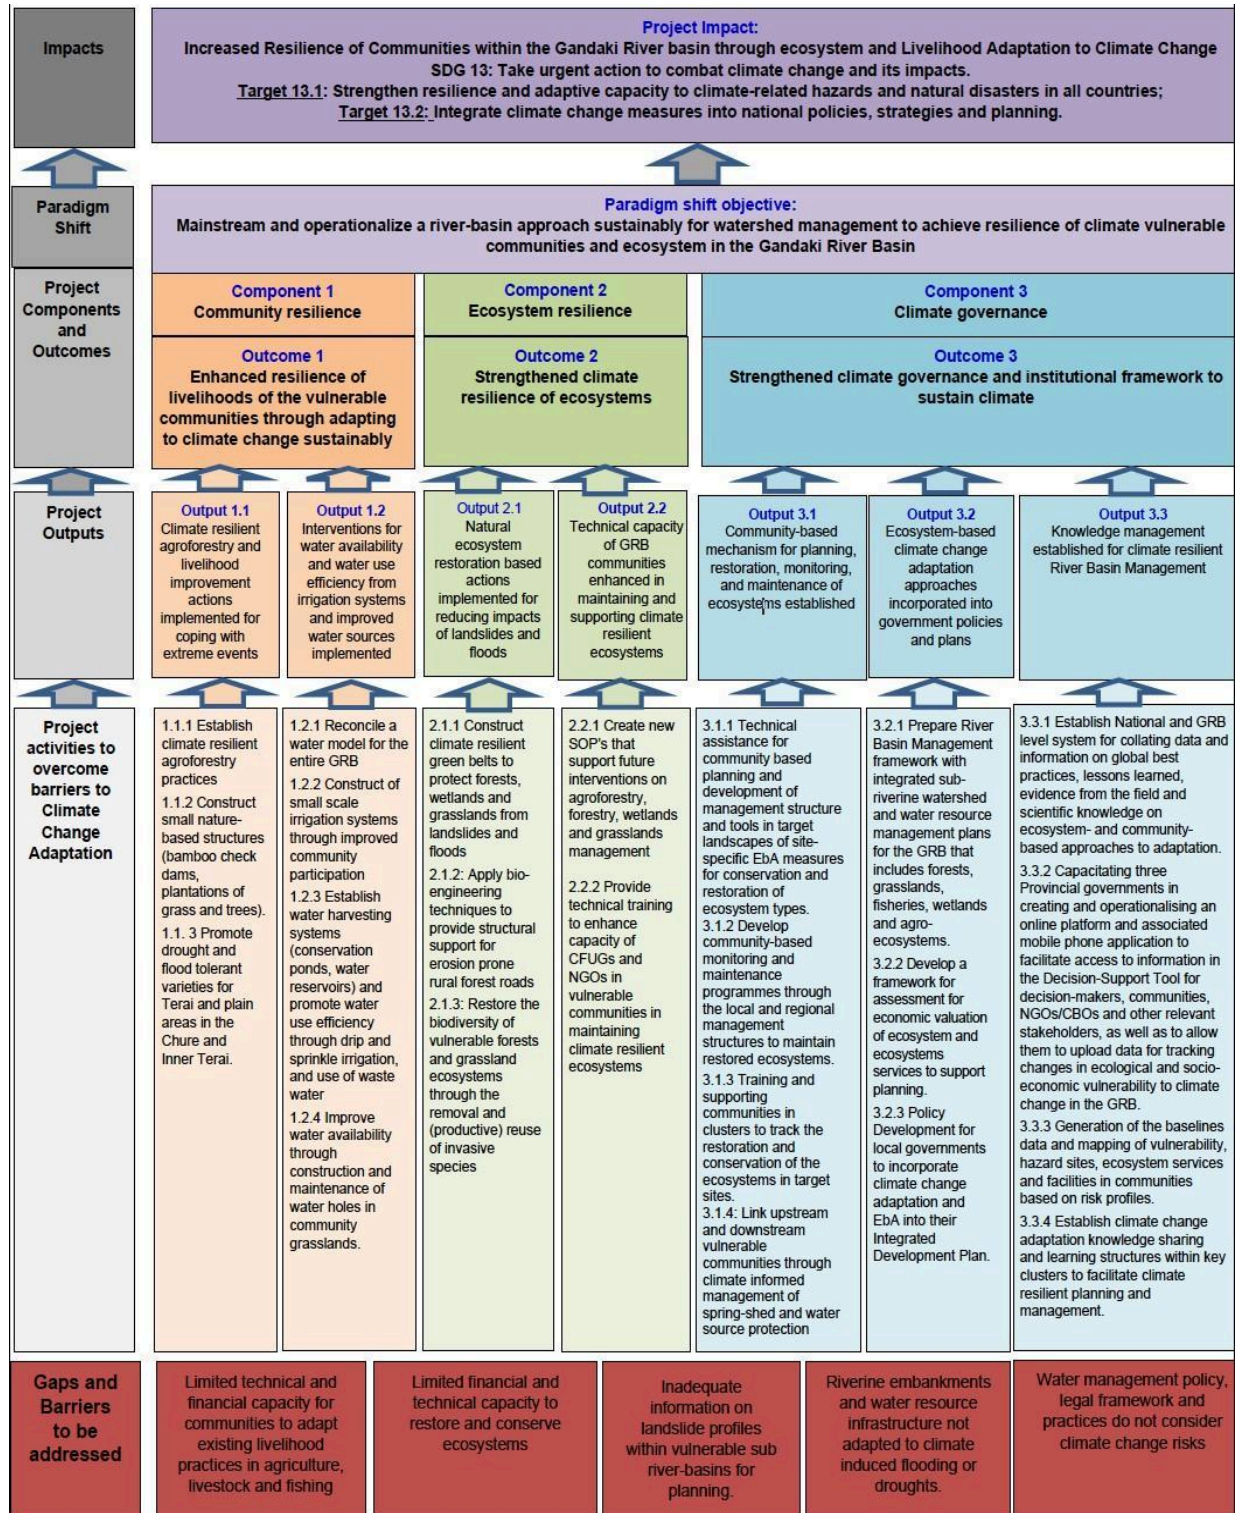 Impacts
Project Impact:
Increased Resilience of Communities within the Gandaki River basin through ecosystem and Livelihood Adaptation to Climate Change
SDG 13: Take urgent action to combat climate change and its impacts.
Target 13.1: Strengthen resilience and adaptive capacity to climate-related hazards and natural disasters in all countries;
Target 13.2: Integrate climate change measures into national policies, strategies and planning.
Paradigm
Shift
Paradigm shift objective:
Mainstream and operationalize a river-basin approach sustainably for watershed management to achieve resilience of climate vulnerable
communities and ecosystem in the Gandaki River Basin
Project
Components
and
Outcomes
Component 1
Community resilience
Component 2
Ecosystem resilience
Component 3
Climate governance
Outcome 1
Enhanced resilience of
livelihoods of the vulnerable
communities through adapting
to climate change sustainably
Outcome 2
Strengthened climate
resilience of ecosystems
Outcome 3
Strengthened climate governance and institutional framework to
sustain climate
Project
Outputs
Output 1.1
Climate resilient
agroforestry and
livelihood
improvement
actions
implemented for
coping with
extreme events
Output 1.2
Interventions for
water availability
and water use
efficiency from
irrigation systems
and improved
water sources
implemented
Output 2.1
Natural
ecosystem
restoration based
actions
implemented for
reducing impacts
of landslides and
floods
Output 2.2
Technical capacity
of GRB
communities
enhanced in
maintaining and
supporting climate
resilient
ecosystems
Output 3.1
Community-based
mechanism for planning,
restoration, monitoring,
and maintenance of
ecosystems established
Output 3.2
Ecosystem-based
climate change
adaptation
approaches
incorporated into
government policies
and plans
Output 3.3
Knowledge management
established for climate resilient
River Basin Management
Project
activities to
overcome
barriers to
Climate
Change
Adaptation
1.1.1 Establish
climate resilient
agroforestry
practices
1.1.2 Construct
small nature-
based structures
(bamboo check
dams,
plantations of
grass and trees).
1.1. 3 Promote
drought and
flood tolerant
varieties for
Terai and plain
areas in the
Chure and
Inner Terai.
1.2.1 Reconcile a
water model for the
entire GRB
1.2.2 Construct of
small scale
irrigation systems
through improved
community
participation
1.2.3 Establish
water harvesting
systems
(conservation
ponds, water
reservoirs) and
promote water
use efficiency
through drip and
sprinkle irrigation,
and use of waste
water
1.2.4 Improve
water availability
through
construction and
maintenance of
water holes in
community
grasslands.
2.1.1 Construct
climate resilient
green belts to
protect forests,
wetlands and
grasslands from
landslides and
floods
2.1.2: Apply bio-
engineering
techniques to
provide structural
support for
erosion prone
rural forest roads
2.1.3: Restore the
biodiversity of
vulnerable forests
and grassland
ecosystems
through the
removal and
(productive) reuse
of invasive
species
2.2.1 Create new
SOP's that
support future
interventions on
agroforestry,
forestry, wetlands
and grasslands
management
2.2.2 Provide
technical training
to enhance
capacity of
CFUGs and
NGOs in
vulnerable
communities in
maintaining
climate resilient
ecosystems
3.1.1 Technical
assistance for
community based
planning and
development of
management structure
and tools in target
landscapes of site-
specific EbA measures
for conservation and
restoration of
ecosystem types.
3.1.2 Develop
community-based
monitoring and
maintenance
programmes through
the local and regional
management
structures to maintain
restored ecosystems.
3.1.3 Training and
supporting
communities in
clusters to track the
restoration and
conservation of the
ecosystems in target
sites.
3.1.4: Link upstream
and downstream
vulnerable
communities through
climate informed
management of
spring-shed and water
source protection
3.2.1 Prepare River
Basin Management
framework with
integrated sub-
riverine watershed
and water resource
management plans
for the GRB that
includes forests,
grasslands,
fisheries, wetlands
and agro-
ecosystems.
3.2.2 Develop a
framework for
assessment for
economic valuation
of ecosystem and
ecosystems
services to support
planning.
3.2.3 Policy
Development for
local governments
to incorporate
climate change
adaptation and
EbA into their
Integrated
Development Plan.
3.3.1 Establish National and GRB
level system for collating data and
information on global best
practices, lessons learned,
evidence from the field and
scientific knowledge on
ecosystem- and community-
based approaches to adaptation.
3.3.2 Capacitating three
Provincial governments in
creating and operationalising an
online platform and associated
mobile phone application to
facilitate access to information in
the Decision-Support Tool for
decision-makers, communities,
NGOs/CBOs and other relevant
stakeholders, as well as to allow
them to upload data for tracking
changes in ecological and socio-
economic vulnerability to climate
change in the GRB.
3.3.3 Generation of the baselines
data and mapping of vulnerability,
hazard sites, ecosystem services
and facilities in communities
based on risk profiles.
3.3.4 Establish climate change
adaptation knowledge sharing
and learning structures within key
clusters to facilitate climate
resilient planning and
management.
Gaps and
Barriers
to be
addressed
Limited technical and
financial capacity for
communities to adapt
existing livelihood
practices in agriculture,
livestock and fishing
Limited financial and
technical capacity to
restore and conserve
ecosystems
Inadequate
information on
landslide profiles
within vulnerable sub
river-basins for
planning.
Riverine embankments
and water resource
infrastructure not
adapted to climate
induced flooding or
droughts.
Water management policy,
legal framework and
practices do not consider
climate change risks